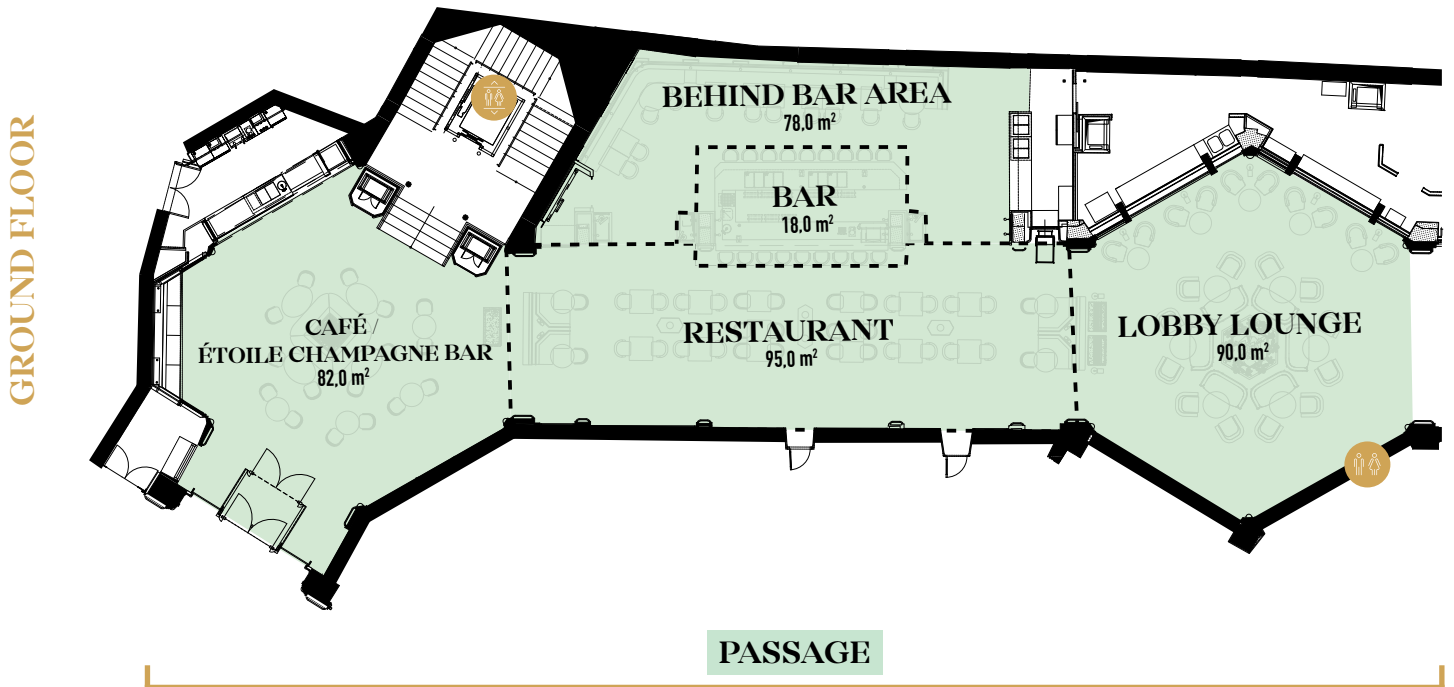 GROUND FLOOR
BEHIND BAR AREA
78,0 m²
BAR
18,0 m²
CAFÉ /
ÉTOILE CHAMPAGNE BAR
82,0 m²
RESTAURANT
95,0 m²
LOBBY LOUNGE
90,0 m²
PASSAGE